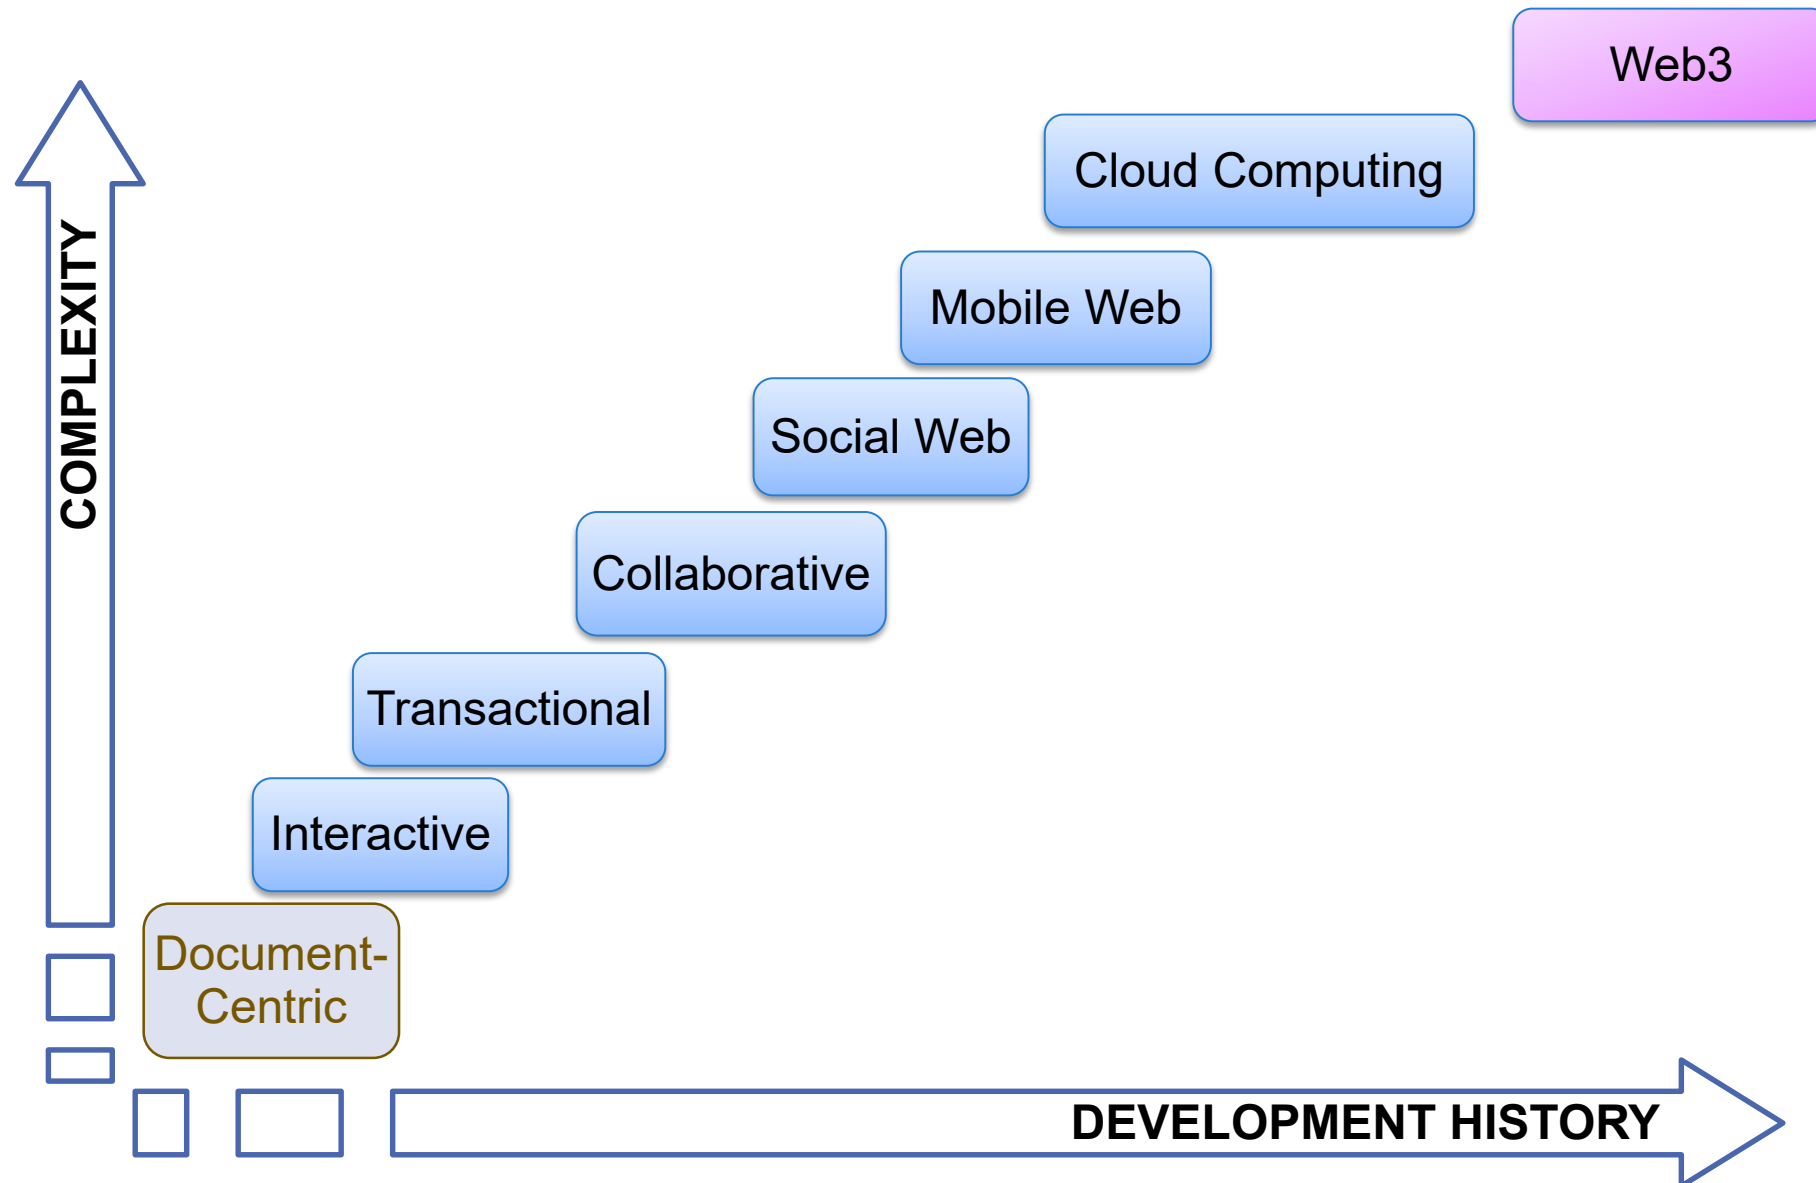 Web3
Cloud Computing
Mobile Web
Social Web
Collaborative
Transactional
Interactive
Document-
Centric
COMPLEXITY
DEVELOPMENT HISTORY